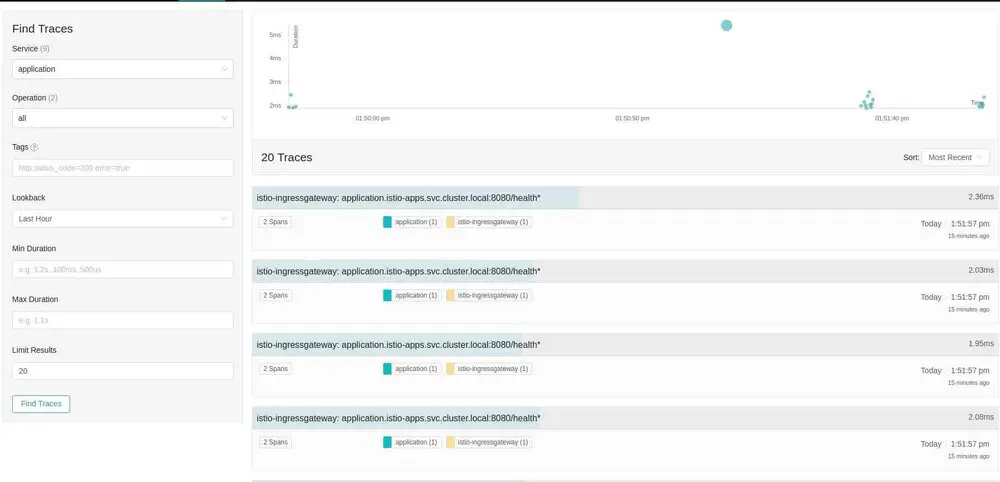 Find Traces
Service (9)
application
Operation (2)
all
Tags
http.status_code=200 error=true
Lookback
Last Hour
Min Duration
e.g. 1.2s, 100ms, 500us
Max Duration
e.g. 1.1s
Limit Results
20
Find Traces
Duration
5ms
4ms
3ms
2ms
Time
01:50:00 pm
01:50:50 pm
01:51:40 pm
20 Traces
Sort: Most Recent
istio-ingressgateway: application.istio-apps.svc.cluster.local:8080/health* 2.36ms
2 Spans application (1) istio-ingressgateway (1) Today 1:51:57 pm
15 minutes ago
istio-ingressgateway: application.istio-apps.svc.cluster.local:8080/health* 2.03ms
2 Spans application (1) istio-ingressgateway (1) Today 1:51:57 pm
15 minutes ago
istio-ingressgateway: application.istio-apps.svc.cluster.local:8080/health* 1.95ms
2 Spans application (1) istio-ingressgateway (1) Today 1:51:57 pm
15 minutes ago
istio-ingressgateway: application.istio-apps.svc.cluster.local:8080/health* 2.08ms
2 Spans application (1) istio-ingressgateway (1) Today 1:51:57 pm
15 minutes ago